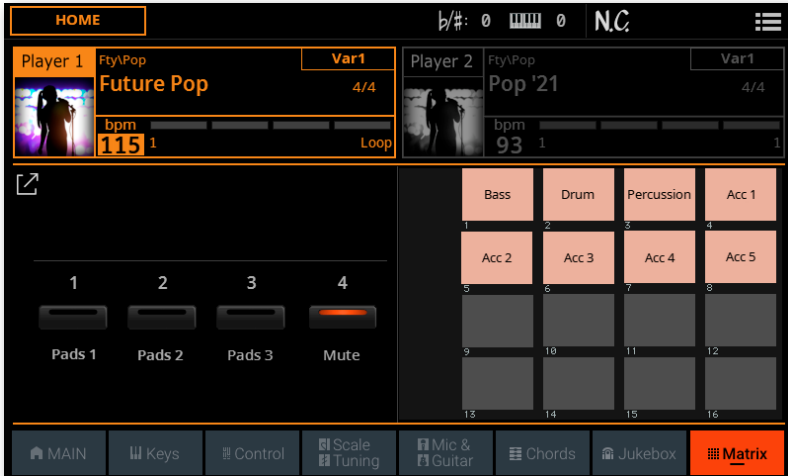 HOME
♭/♯: 0
0
N.C.
Player 1
Fty\Pop
Var1
Future Pop
4/4
bpm
115
1
Loop
Player 2
Fty\Pop
Var1
Pop '21
4/4
bpm
93
1
1
1 2 3 4
Pads 1 Pads 2 Pads 3 Mute
Bass Drum Percussion Acc 1
1 2 3 4
Acc 2 Acc 3 Acc 4 Acc 5
5 6 7 8
9 10 11 12
13 14 15 16
MAIN
Keys
Control
Scale
Tuning
Mic &
Guitar
Chords
Jukebox
Matrix